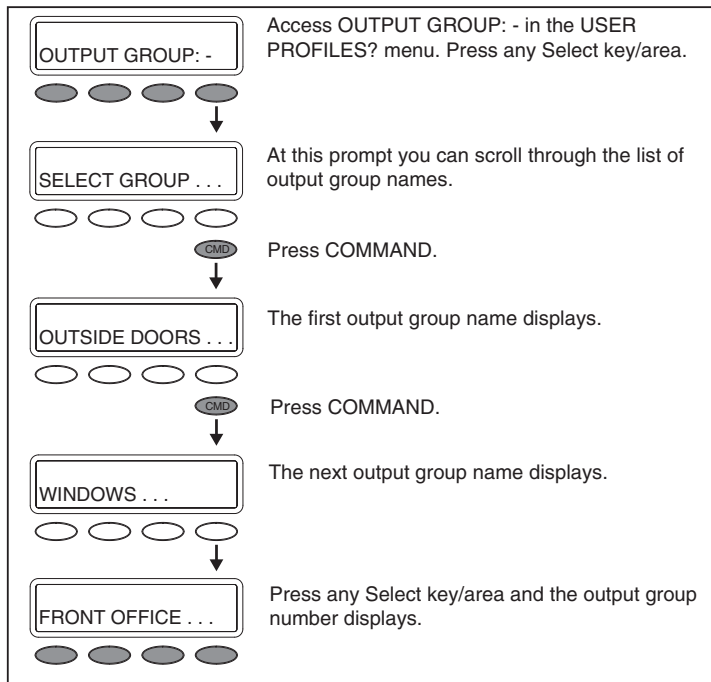 OUTPUT GROUP: -
Access OUTPUT GROUP: - in the USER
PROFILES? menu. Press any Select key/area.
SELECT GROUP . . .
At this prompt you can scroll through the list of
output group names.
CMD
Press COMMAND.
OUTSIDE DOORS . . .
The first output group name displays.
CMD
Press COMMAND.
WINDOWS . . .
The next output group name displays.
FRONT OFFICE . . .
Press any Select key/area and the output group
number displays.